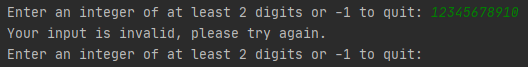 Enter an integer of at least 2 digits or -1 to quit: 12345678910
Your input is invalid, please try again.
Enter an integer of at least 2 digits or -1 to quit: